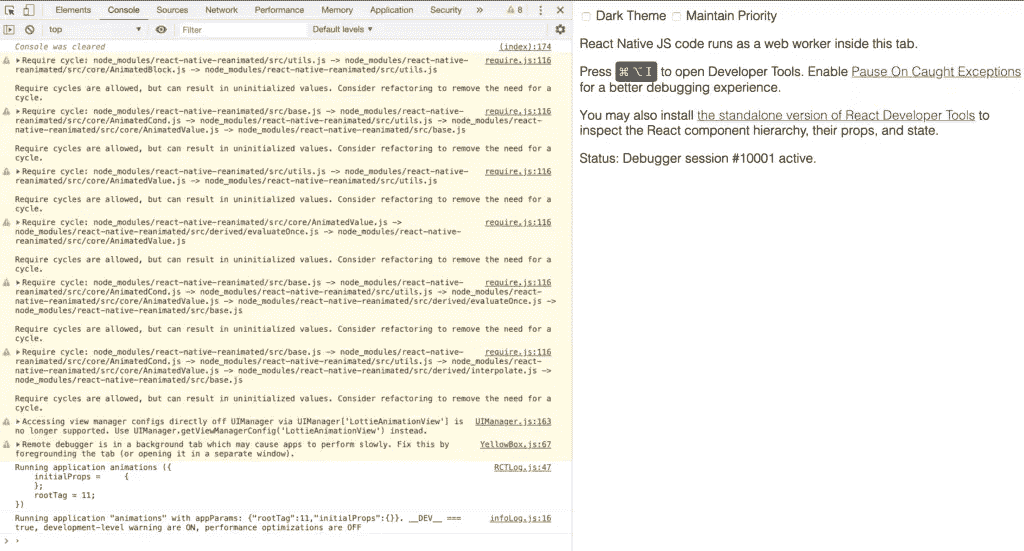 Elements Console Sources Network Performance Memory Application Security » 8
top ▼ Filter Default levels ▼
Console was cleared (index):174
▶Require cycle: node_modules/react-native-reanimated/src/utils.js -> node_modules/react-native- require.js:116
reanimated/src/core/AnimatedBlock.js -> node_modules/react-native-reanimated/src/utils.js
Require cycles are allowed, but can result in uninitialized values. Consider refactoring to remove the need for a
cycle.
▶Require cycle: node_modules/react-native-reanimated/src/base.js -> node_modules/react-native- require.js:116
reanimated/src/core/AnimatedCond.js -> node_modules/react-native-reanimated/src/utils.js -> node_modules/react-
native-reanimated/src/core/AnimatedValue.js -> node_modules/react-native-reanimated/src/base.js
Require cycles are allowed, but can result in uninitialized values. Consider refactoring to remove the need for a
cycle.
▶Require cycle: node_modules/react-native-reanimated/src/utils.js -> node_modules/react-native- require.js:116
reanimated/src/core/AnimatedValue.js -> node_modules/react-native-reanimated/src/utils.js
Require cycles are allowed, but can result in uninitialized values. Consider refactoring to remove the need for a
cycle.
▶Require cycle: node_modules/react-native-reanimated/src/core/AnimatedValue.js -> require.js:116
node_modules/react-native-reanimated/src/derived/evaluateOnce.js -> node_modules/react-native-
reanimated/src/core/AnimatedValue.js
Require cycles are allowed, but can result in uninitialized values. Consider refactoring to remove the need for a
cycle.
▶Require cycle: node_modules/react-native-reanimated/src/base.js -> node_modules/react-native- require.js:116
reanimated/src/core/AnimatedCond.js -> node_modules/react-native-reanimated/src/utils.js -> node_modules/react-
native-reanimated/src/core/AnimatedValue.js -> node_modules/react-native-reanimated/src/derived/evaluateOnce.js ->
node_modules/react-native-reanimated/src/base.js
Require cycles are allowed, but can result in uninitialized values. Consider refactoring to remove the need for a
cycle.
▶Require cycle: node_modules/react-native-reanimated/src/base.js -> node_modules/react-native- require.js:116
reanimated/src/core/AnimatedCond.js -> node_modules/react-native-reanimated/src/utils.js -> node_modules/react-
native-reanimated/src/core/AnimatedValue.js -> node_modules/react-native-reanimated/src/derived/interpolate.js ->
node_modules/react-native-reanimated/src/base.js
Require cycles are allowed, but can result in uninitialized values. Consider refactoring to remove the need for a
cycle.
▶Accessing view manager configs directly off UIManager via UIManager['LottieAnimationView'] is UIManager.js:163
no longer supported. Use UIManager.getViewManagerConfig('LottieAnimationView') instead.
▶Remote debugger is in a background tab which may cause apps to perform slowly. Fix this by YellowBox.js:67
foregrounding the tab (or opening it in a separate window).
Running application animations ({ RCTLog.js:47
initialProps = {
};
rootTag = 11;
})
Running application "animations" with appParams: {"rootTag":11,"initialProps":{}}. __DEV__ === infoLog.js:16
true, development-level warning are ON, performance optimizations are OFF
Dark Theme Maintain Priority
React Native JS code runs as a web worker inside this tab.
Press ⌘⌥I to open Developer Tools. Enable Pause On Caught Exceptions
for a better debugging experience.
You may also install the standalone version of React Developer Tools to
inspect the React component hierarchy, their props, and state.
Status: Debugger session #10001 active.